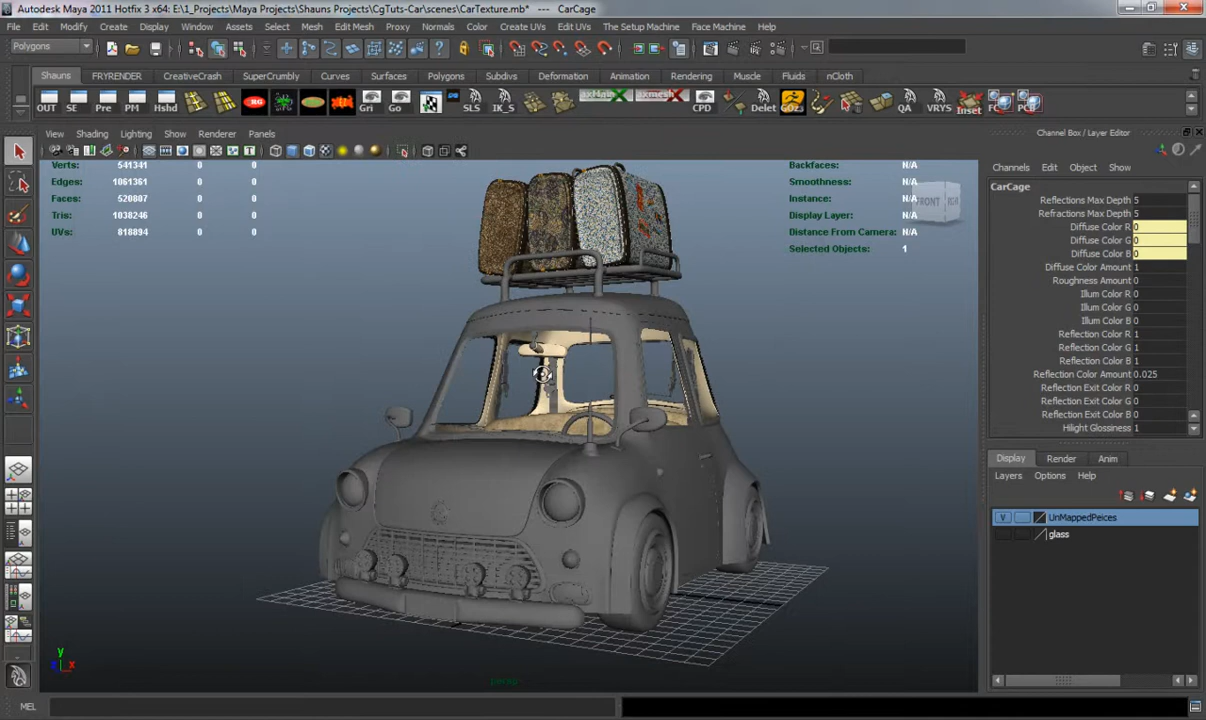 Autodesk Maya 2011 Hotfix 3 x64: E:\1_Projects\Maya Projects\Shauns Projects\CgTuts-Car\scenes\CarTexture.mb* --- CarCage
File Edit Modify Create Display Window Assets Select Mesh Edit Mesh Proxy Normals Color Create UVs Edit UVs The Setup Machine Face Machine Help
Polygons
Shauns FRYRENDER CreativeCrash SuperCrumbly Curves Surfaces Polygons Subdivs Deformation Animation Rendering Muscle Fluids nCloth
OUT SE Pre PM Hshd BG Gri Go SLS IK_S axMain axmesh CPD Delet GOz3 QA VRYS Inset FC PCB
View Shading Lighting Show Renderer Panels
Channel Box / Layer Editor
Channels Edit Object Show
Verts: 541341 0 0
Edges: 1061361 0 0
Faces: 520807 0 0
Tris: 1038246 0 0
UVs: 818894 0 0
Backfaces: N/A
Smoothness: N/A
Instance: N/A
Display Layer: N/A
Distance From Camera: N/A
Selected Objects: 1
FRONT
CarCage
Reflections Max Depth 5
Refractions Max Depth 5
Diffuse Color R 0
Diffuse Color G 0
Diffuse Color B 0
Diffuse Color Amount 1
Roughness Amount 0
Illum Color R 0
Illum Color G 0
Illum Color B 0
Reflection Color R 1
Reflection Color G 1
Reflection Color B 1
Reflection Color Amount 0.025
Reflection Exit Color R 0
Reflection Exit Color G 0
Reflection Exit Color B 0
Hilight Glossiness 1
Display Render Anim
Layers Options Help
V UnMappedPeices
glass
y
z x
persp
MEL